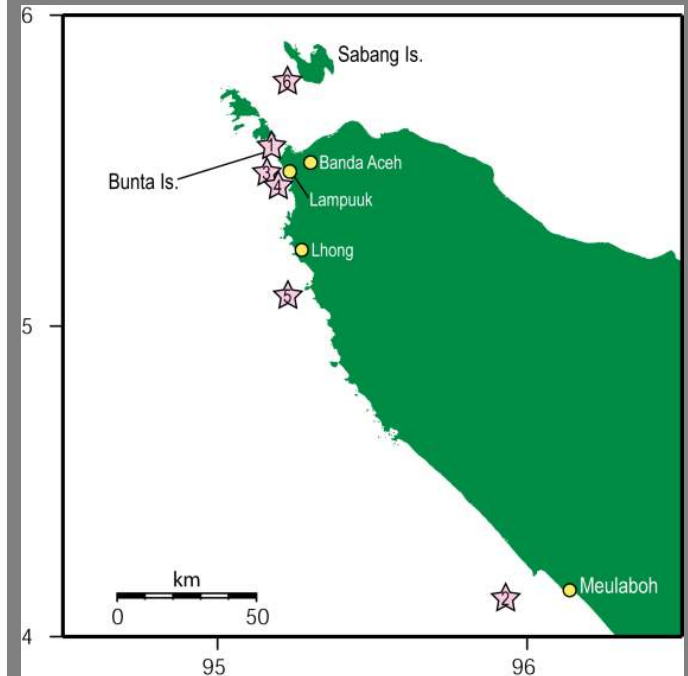 6
Sabang Is.
6
1
Banda Aceh
Bunta Is.
3
4
Lampuuk
Lhong
5
5
km
0 50
2
Meulaboh
4
95 96